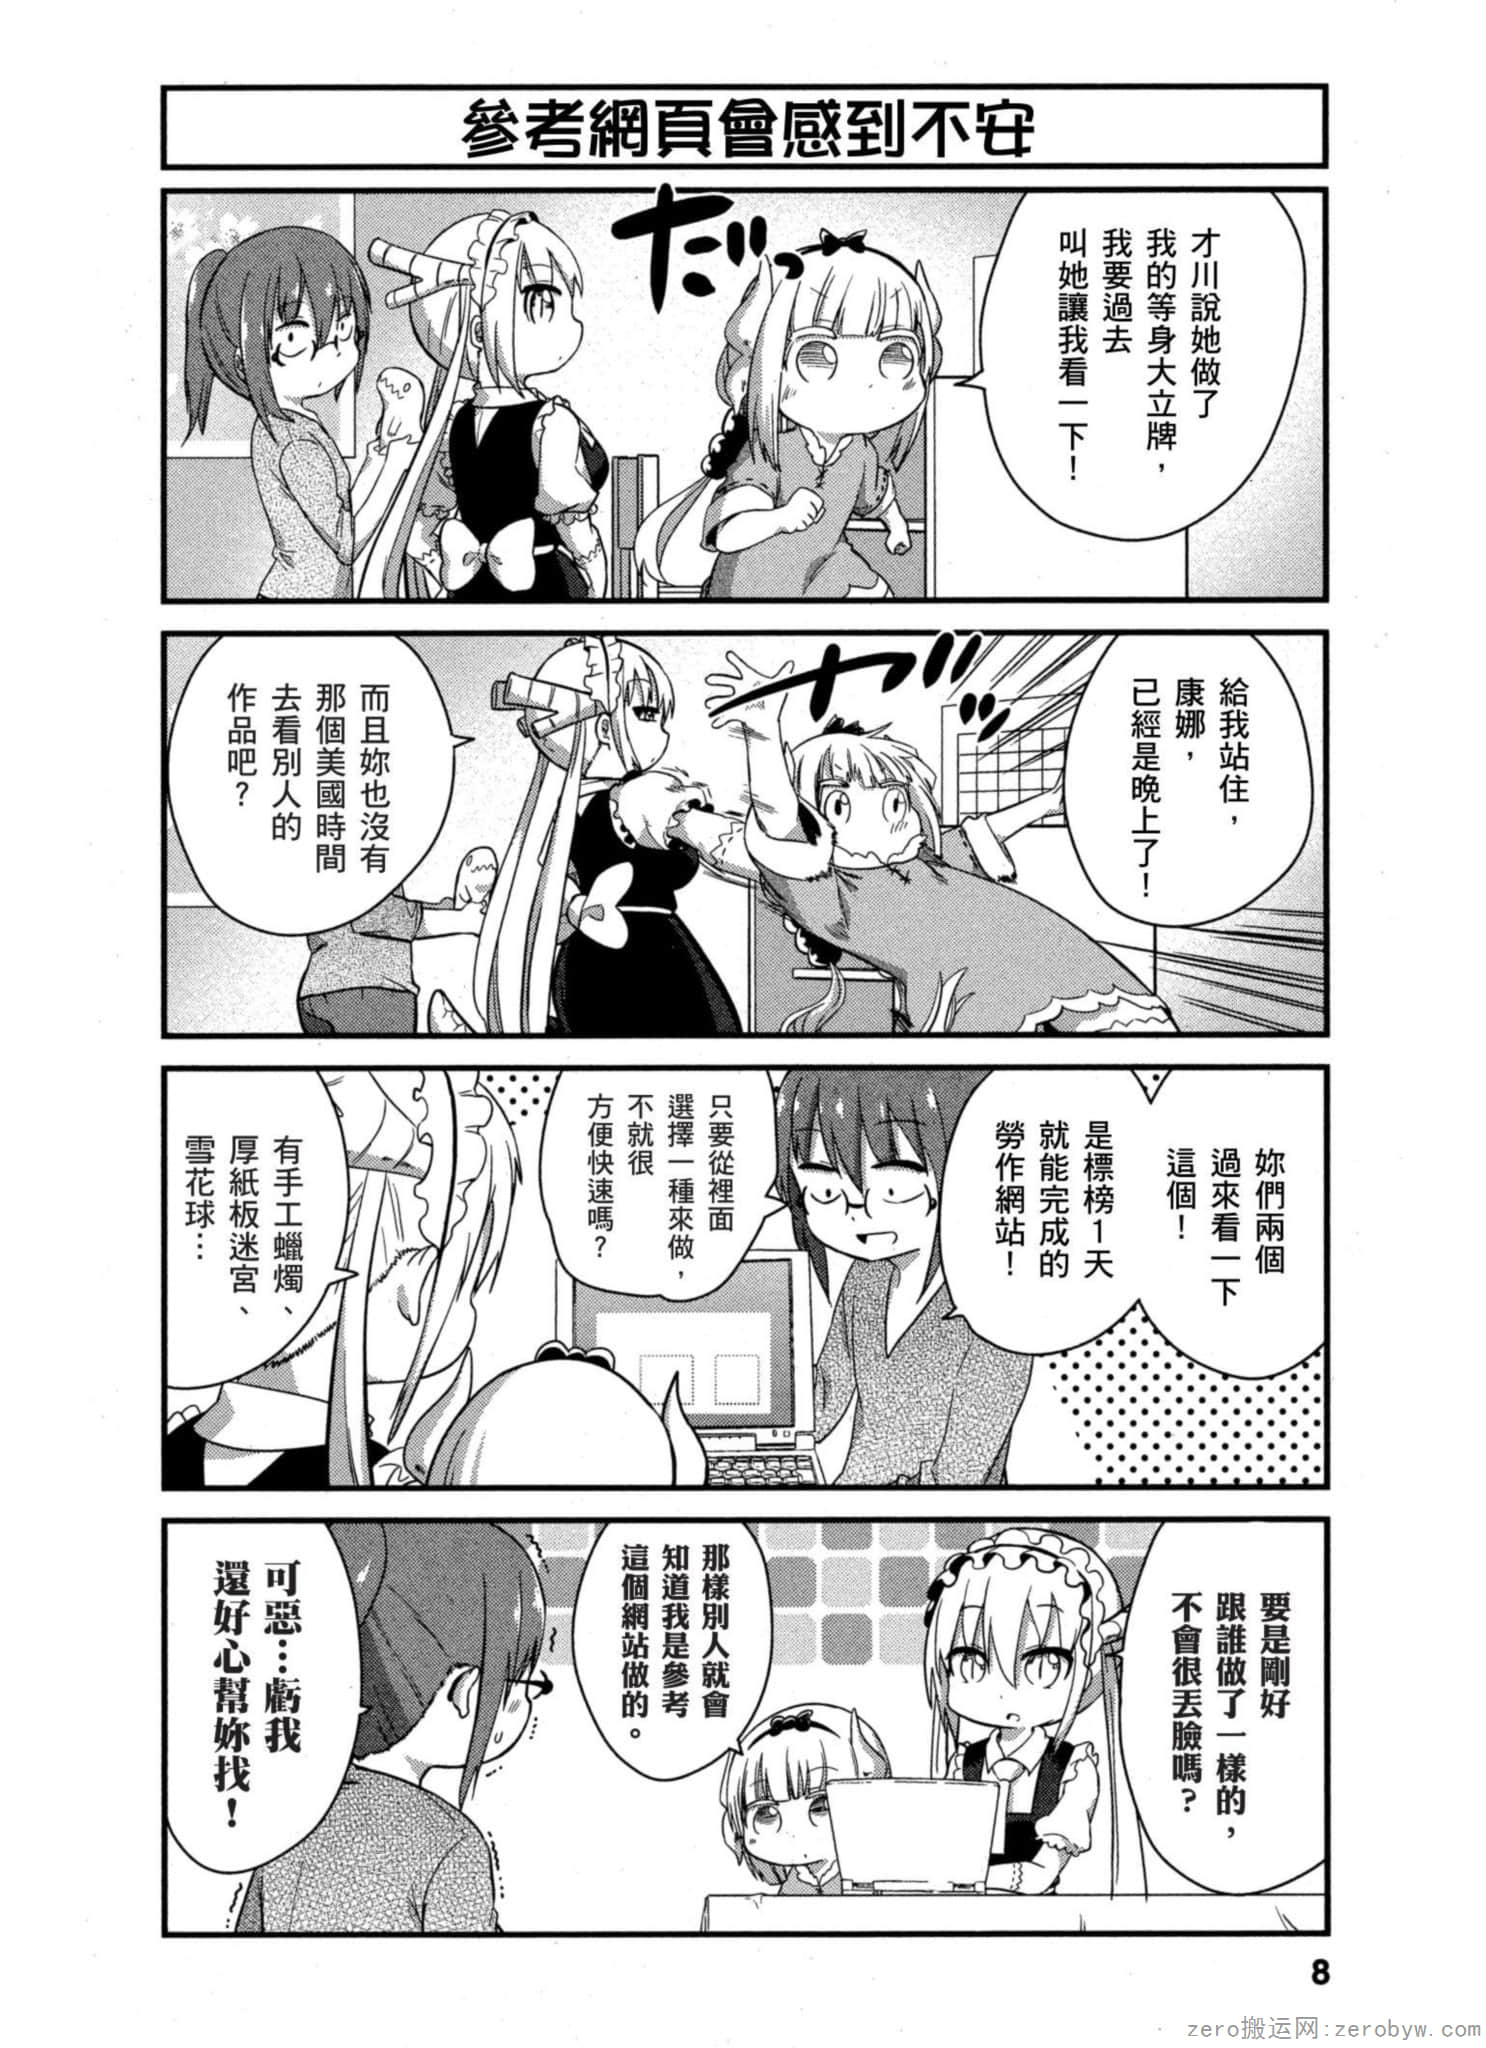 參考網頁會感到不安
才川說她做了
我的等身大立牌，
我要過去
叫她讓我看一下！
だっ
給我站住，
康娜，
已經是晚上了！
ガシッ
而且妳也沒有
那個美國時間
去看別人的
作品吧？
妳們兩個
過來看一下
這個！
是標榜1天
就能完成的
勞作網站！
只要從裡面
選擇一種來做，
不就很
方便快速嗎？
有手工蠟燭、
厚紙板迷宮、
雪花球…
要是剛好
跟誰做了一樣的，
不會很丟臉嗎？
那樣別人就會
知道我是參考
這個網站做的。
可惡…虧我
還好心幫妳找！
8
zero搬运网:zerobyw.com